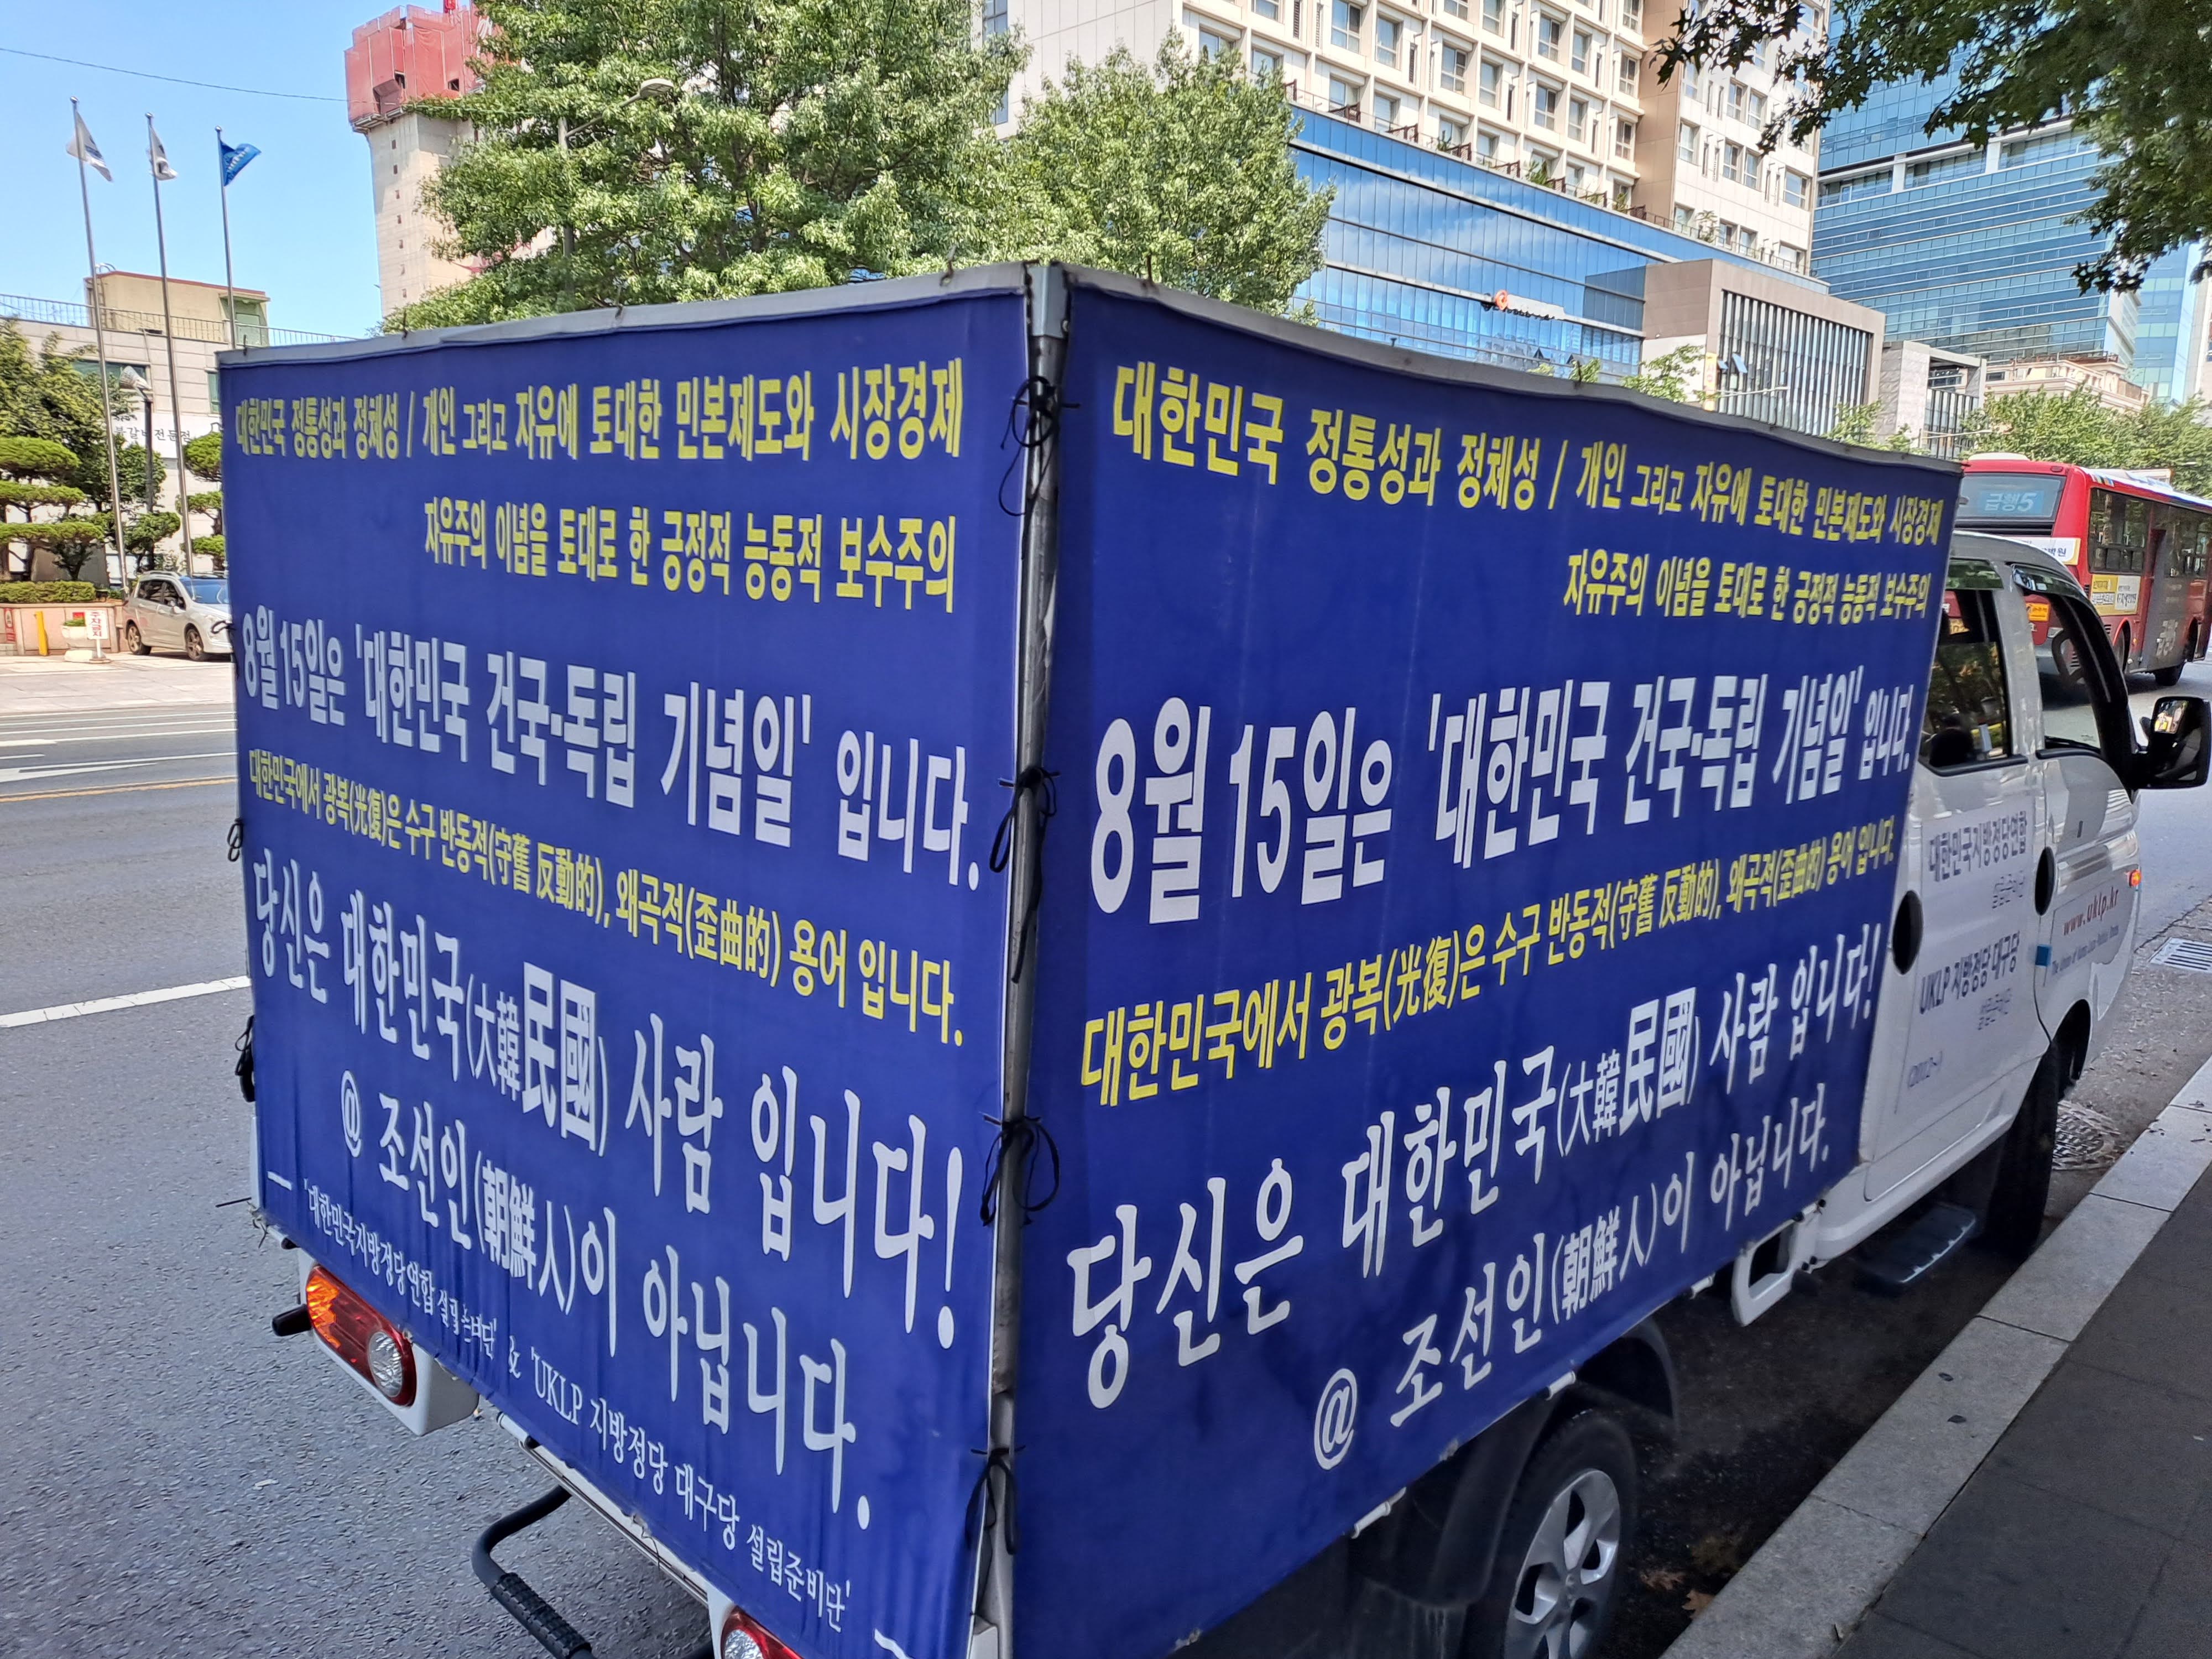 대한민국 정통성과 정체성 / 개인 그리고 자유에 토대한 민본제도와 시장경제
자유주의 이념을 토대로 한 긍정적 능동적 보수주의
8월 15일은 '대한민국 건국·독립 기념일' 입니다.
대한민국에서 광복(光復)은 수구 반동적(守舊 反動的), 왜곡적(歪曲的) 용어 입니다.
당신은 대한민국(大韓民國) 사람 입니다!
@ 조선인(朝鮮人)이 아닙니다.
— '대한민국지방정당연합 설립준비단' & 'UKLP 지방정당 대구당 설립준비단' —
대한민국 정통성과 정체성 / 개인 그리고 자유에 토대한 민본제도와 시장경제
자유주의 이념을 토대로 한 긍정적 능동적 보수주의
8월 15일은 '대한민국 건국·독립 기념일' 입니다.
대한민국에서 광복(光復)은 수구 반동적(守舊 反動的), 왜곡적(歪曲的) 용어 입니다.
당신은 대한민국(大韓民國) 사람 입니다!
@ 조선인(朝鮮人)이 아닙니다.
대한민국지방정당연합
설립준비단
UKLP 지방정당 대구당
설립준비단
www.uklp.kr
급행5
주차금지